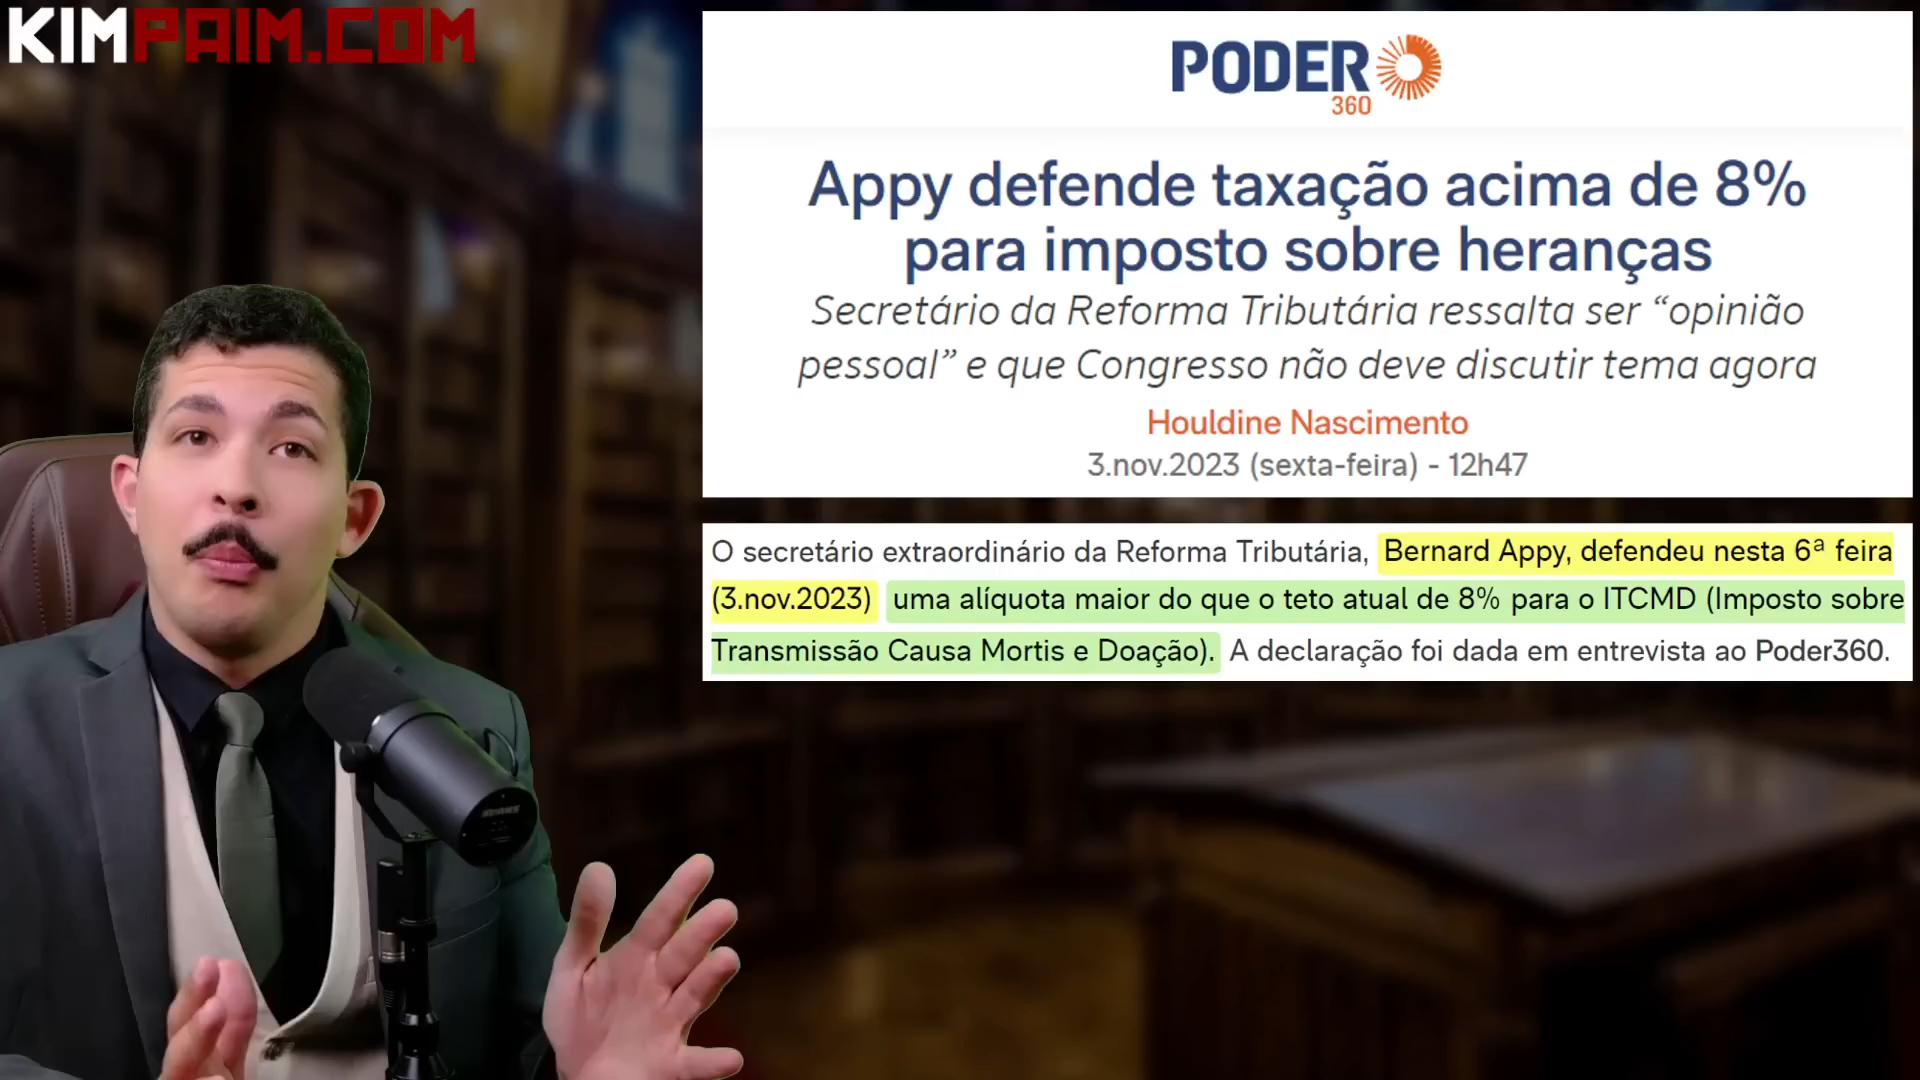 KIMPAIM.COM
PODER
360
Appy defende taxação acima de 8%
para imposto sobre heranças
Secretário da Reforma Tributária ressalta ser “opinião
pessoal” e que Congresso não deve discutir tema agora
Houldine Nascimento
3.nov.2023 (sexta-feira) - 12h47
O secretário extraordinário da Reforma Tributária, Bernard Appy, defendeu nesta 6ª feira
(3.nov.2023) uma alíquota maior do que o teto atual de 8% para o ITCMD (Imposto sobre
Transmissão Causa Mortis e Doação). A declaração foi dada em entrevista ao Poder360.